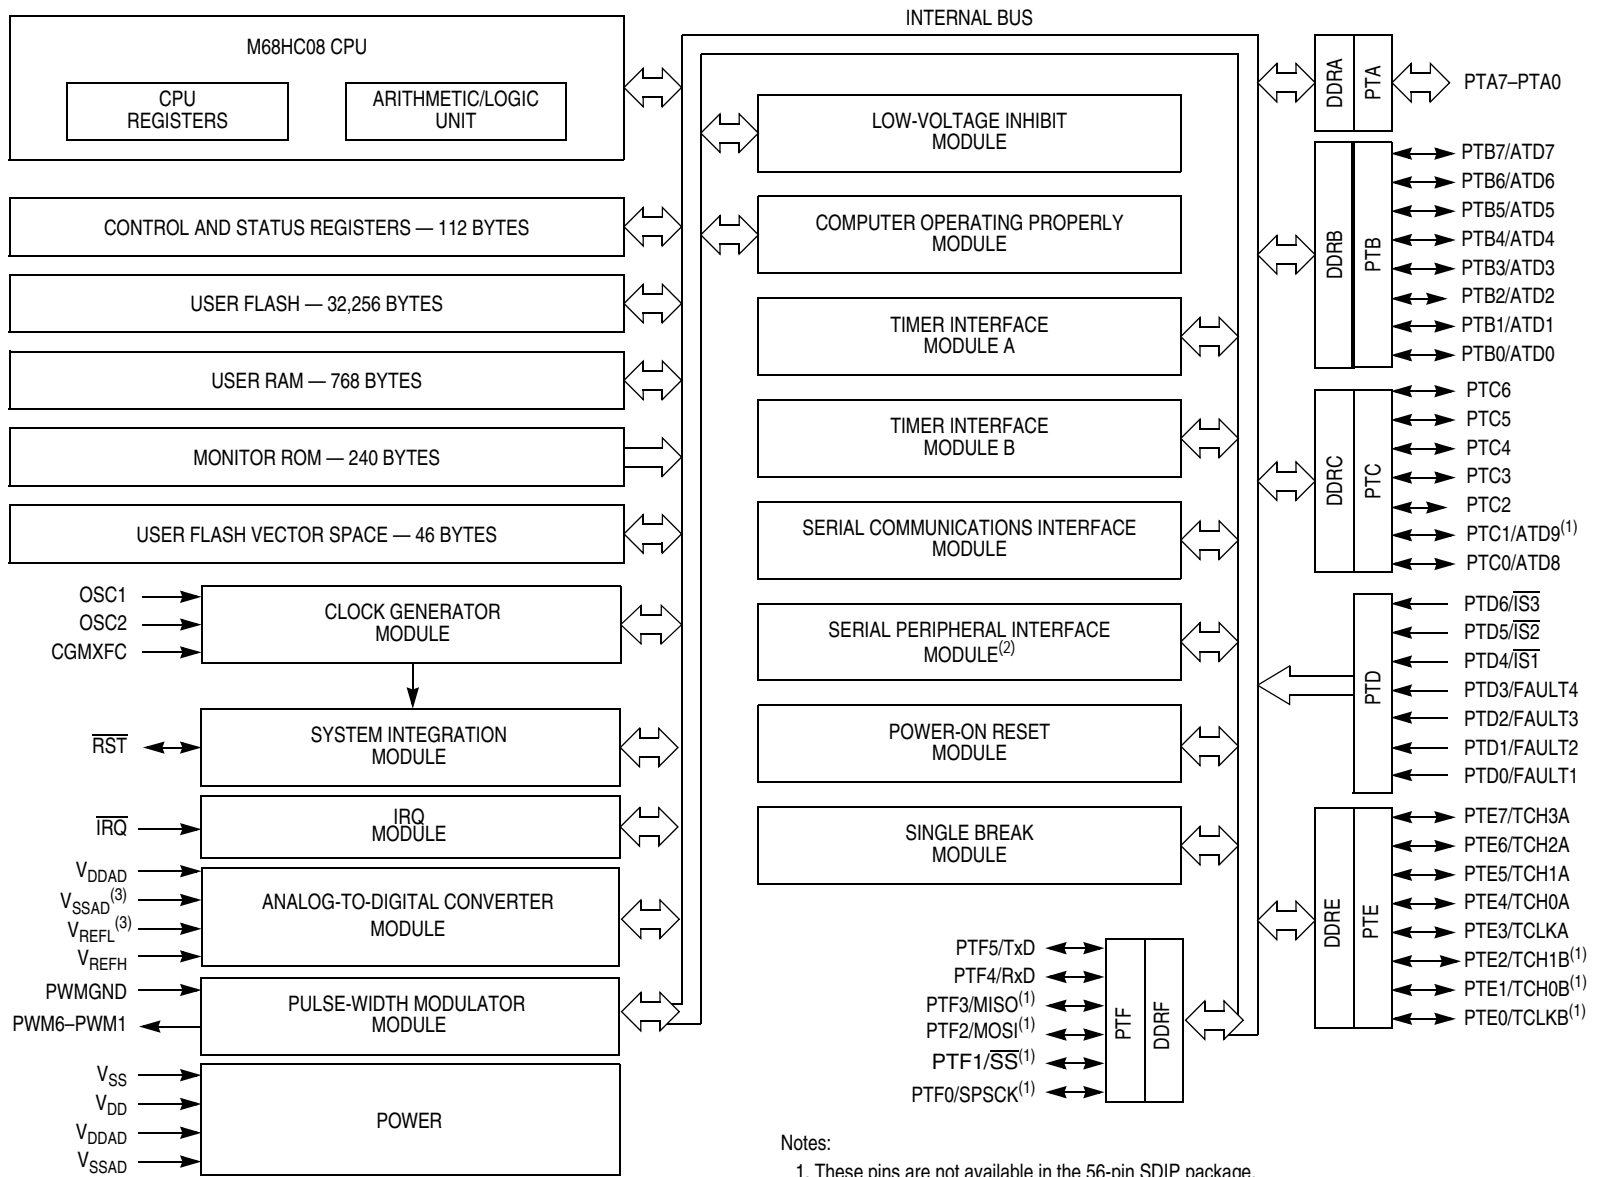 INTERNAL BUS
M68HC08 CPU
CPU
REGISTERS
ARITHMETIC/LOGIC
UNIT
CONTROL AND STATUS REGISTERS — 112 BYTES
USER FLASH — 32,256 BYTES
USER RAM — 768 BYTES
MONITOR ROM — 240 BYTES
USER FLASH VECTOR SPACE — 46 BYTES
OSC1
OSC2
CGMXFC
CLOCK GENERATOR
MODULE
RST
SYSTEM INTEGRATION
MODULE
IRQ
IRQ
MODULE
VDDAD
VSSAD(3)
VREFL(3)
VREFH
ANALOG-TO-DIGITAL CONVERTER
MODULE
PWMGND
PWM6–PWM1
PULSE-WIDTH MODULATOR
MODULE
VSS
VDD
VDDAD
VSSAD
POWER
LOW-VOLTAGE INHIBIT
MODULE
COMPUTER OPERATING PROPERLY
MODULE
TIMER INTERFACE
MODULE A
TIMER INTERFACE
MODULE B
SERIAL COMMUNICATIONS INTERFACE
MODULE
SERIAL PERIPHERAL INTERFACE
MODULE(2)
POWER-ON RESET
MODULE
SINGLE BREAK
MODULE
PTF5/TxD
PTF4/RxD
PTF3/MISO(1)
PTF2/MOSI(1)
PTF1/SS(1)
PTF0/SPSCK(1)
PTF
DDRF
DDRA
PTA
PTA7–PTA0
DDRB
PTB
PTB7/ATD7
PTB6/ATD6
PTB5/ATD5
PTB4/ATD4
PTB3/ATD3
PTB2/ATD2
PTB1/ATD1
PTB0/ATD0
DDRC
PTC
PTC6
PTC5
PTC4
PTC3
PTC2
PTC1/ATD9(1)
PTC0/ATD8
PTD
PTD6/IS3
PTD5/IS2
PTD4/IS1
PTD3/FAULT4
PTD2/FAULT3
PTD1/FAULT2
PTD0/FAULT1
DDRE
PTE
PTE7/TCH3A
PTE6/TCH2A
PTE5/TCH1A
PTE4/TCH0A
PTE3/TCLKA
PTE2/TCH1B(1)
PTE1/TCH0B(1)
PTE0/TCLKB(1)
Notes:
1. These pins are not available in the 56-pin SDIP package.